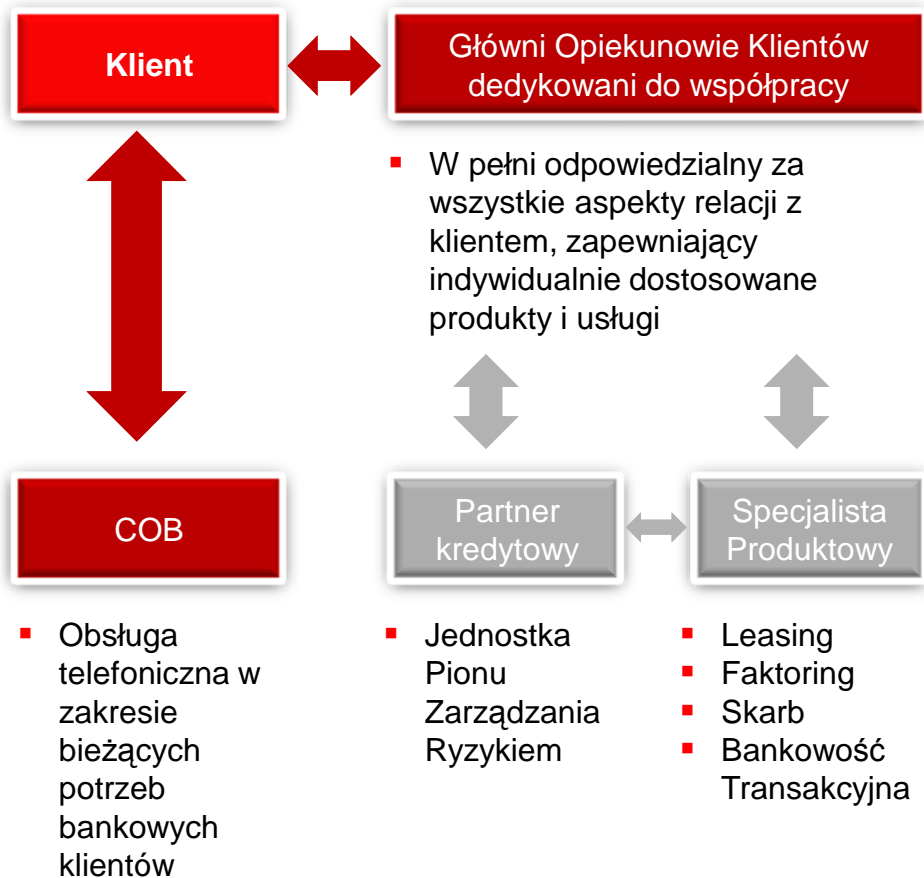 Klient
Główni Opiekunowie Klientów
dedykowani do współpracy
▪ W pełni odpowiedzialny za
wszystkie aspekty relacji z
klientem, zapewniający
indywidualnie dostosowane
produkty i usługi
COB
▪ Obsługa
telefoniczna w
zakresie
bieżących
potrzeb
bankowych
klientów
Partner
kredytowy
▪ Jednostka
Pionu
Zarządzania
Ryzykiem
Specjalista
Produktowy
▪ Leasing
▪ Faktoring
▪ Skarb
▪ Bankowość
Transakcyjna